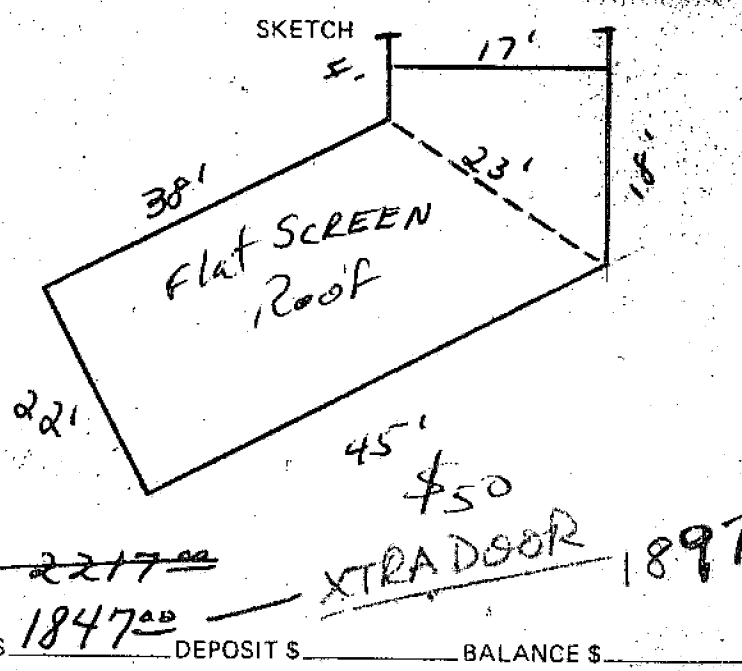 SKETCH
17'
5.
38'
23'
18'
Flat SCREEN
Roof
22'
45'
$50
2217.00
XTRA DOOR
1897
$ 1847.00 — DEPOSIT $ BALANCE $